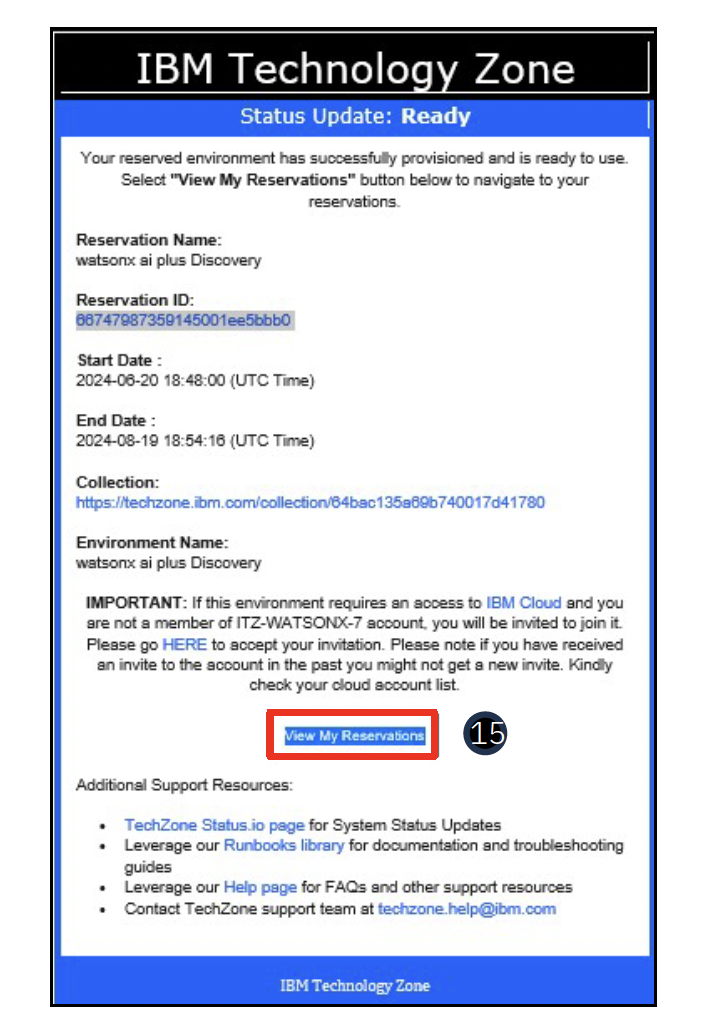 IBM Technology Zone
Status Update: Ready
Your reserved environment has successfully provisioned and is ready to use.
Select "View My Reservations" button below to navigate to your
reservations.
Reservation Name:
watsonx ai plus Discovery
Reservation ID:
66747987359145001ee5bbb0
Start Date :
2024-06-20 18:48:00 (UTC Time)
End Date :
2024-08-19 18:54:16 (UTC Time)
Collection:
https://techzone.ibm.com/collection/64bac135a69b740017d41780
Environment Name:
watsonx ai plus Discovery
IMPORTANT: If this environment requires an access to IBM Cloud and you
are not a member of ITZ-WATSONX-7 account, you will be invited to join it.
Please go HERE to accept your invitation. Please note if you have received
an invite to the account in the past you might not get a new invite. Kindly
check your cloud account list.
View My Reservations
15
Additional Support Resources:
• TechZone Status.io page for System Status Updates
• Leverage our Runbooks library for documentation and troubleshooting
guides
• Leverage our Help page for FAQs and other support resources
• Contact TechZone support team at techzone.help@ibm.com
IBM Technology Zone